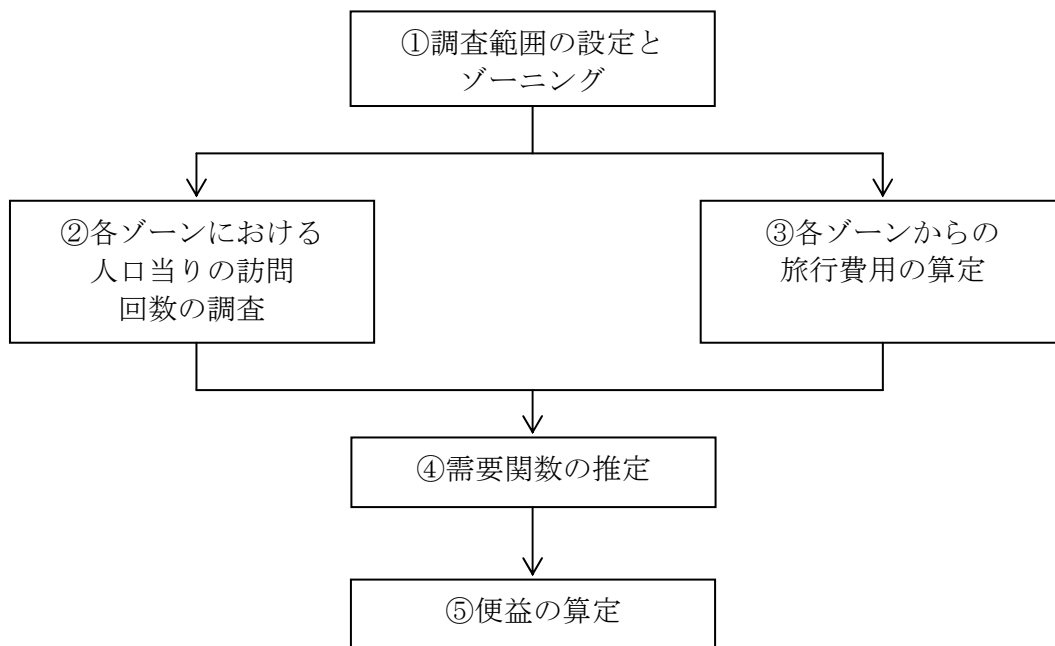 ①調査範囲の設定と
ゾーニング
②各ゾーンにおける
人口当りの訪問
回数の調査
③各ゾーンからの
旅行費用の算定
④需要関数の推定
⑤便益の算定